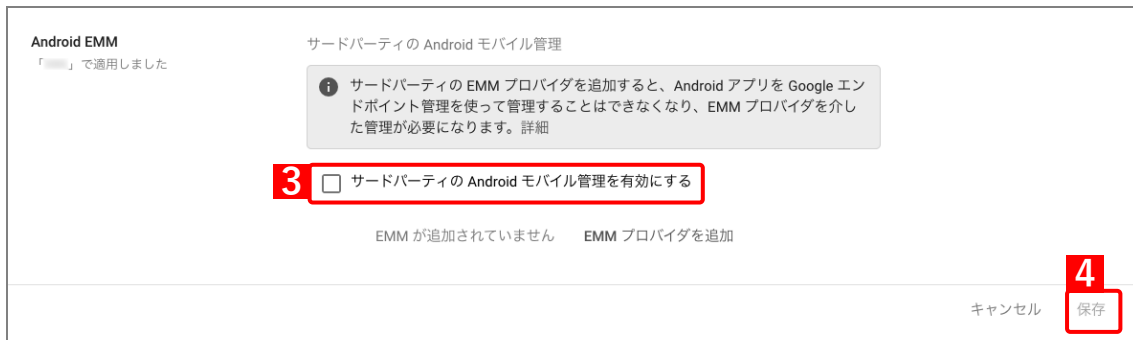 Android EMM
「 」で適用しました
サードパーティの Android モバイル管理
サードパーティの EMM プロバイダを追加すると、Android アプリを Google エン
ドポイント管理を使って管理することはできなくなり、EMM プロバイダを介し
た管理が必要になります。詳細
3
サードパーティの Android モバイル管理を有効にする
EMM が追加されていません EMM プロバイダを追加
4
キャンセル 保存